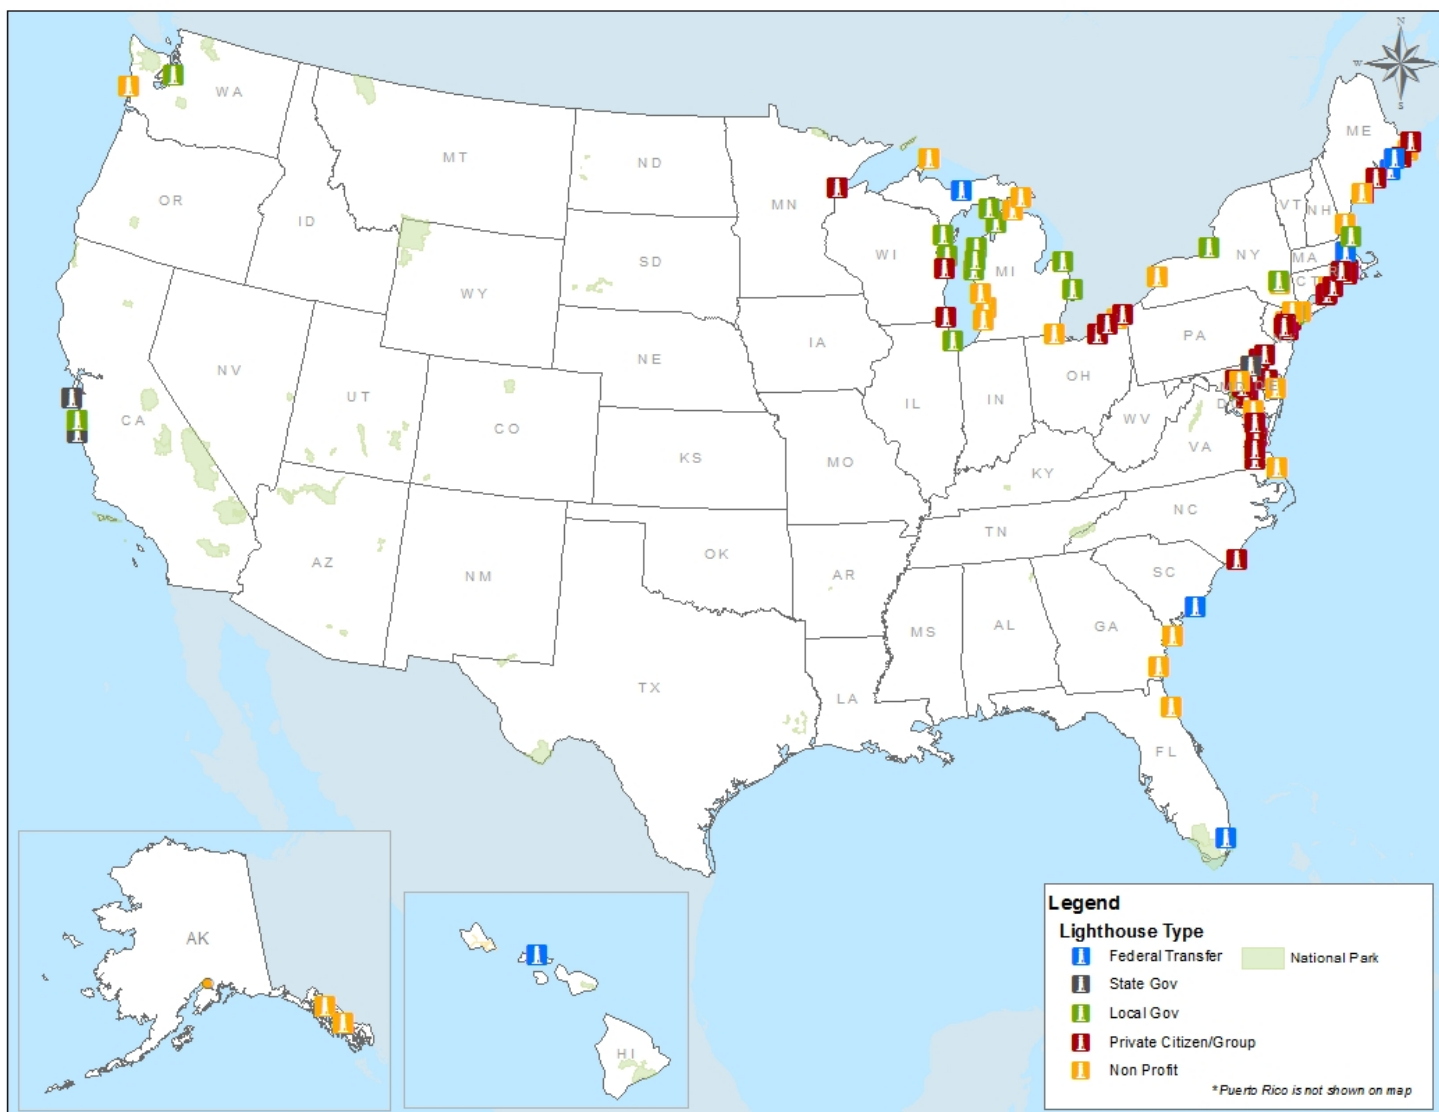 N
W
S
WA
ME
MT
ND
OR
MN
VT
NH
ID
WI
NY
MA
SD
MI
CT
WY
PA
IA
NE
NV
OH
UT
IL
IN
CA
CO
WV
VA
KS
MO
KY
NC
TN
OK
AZ
AR
SC
NM
MS
AL
GA
TX
LA
FL
AK
HI
Legend
Lighthouse Type
Federal Transfer
National Park
State Gov
Local Gov
Private Citizen/Group
Non Profit
*Puerto Rico is not shown on map